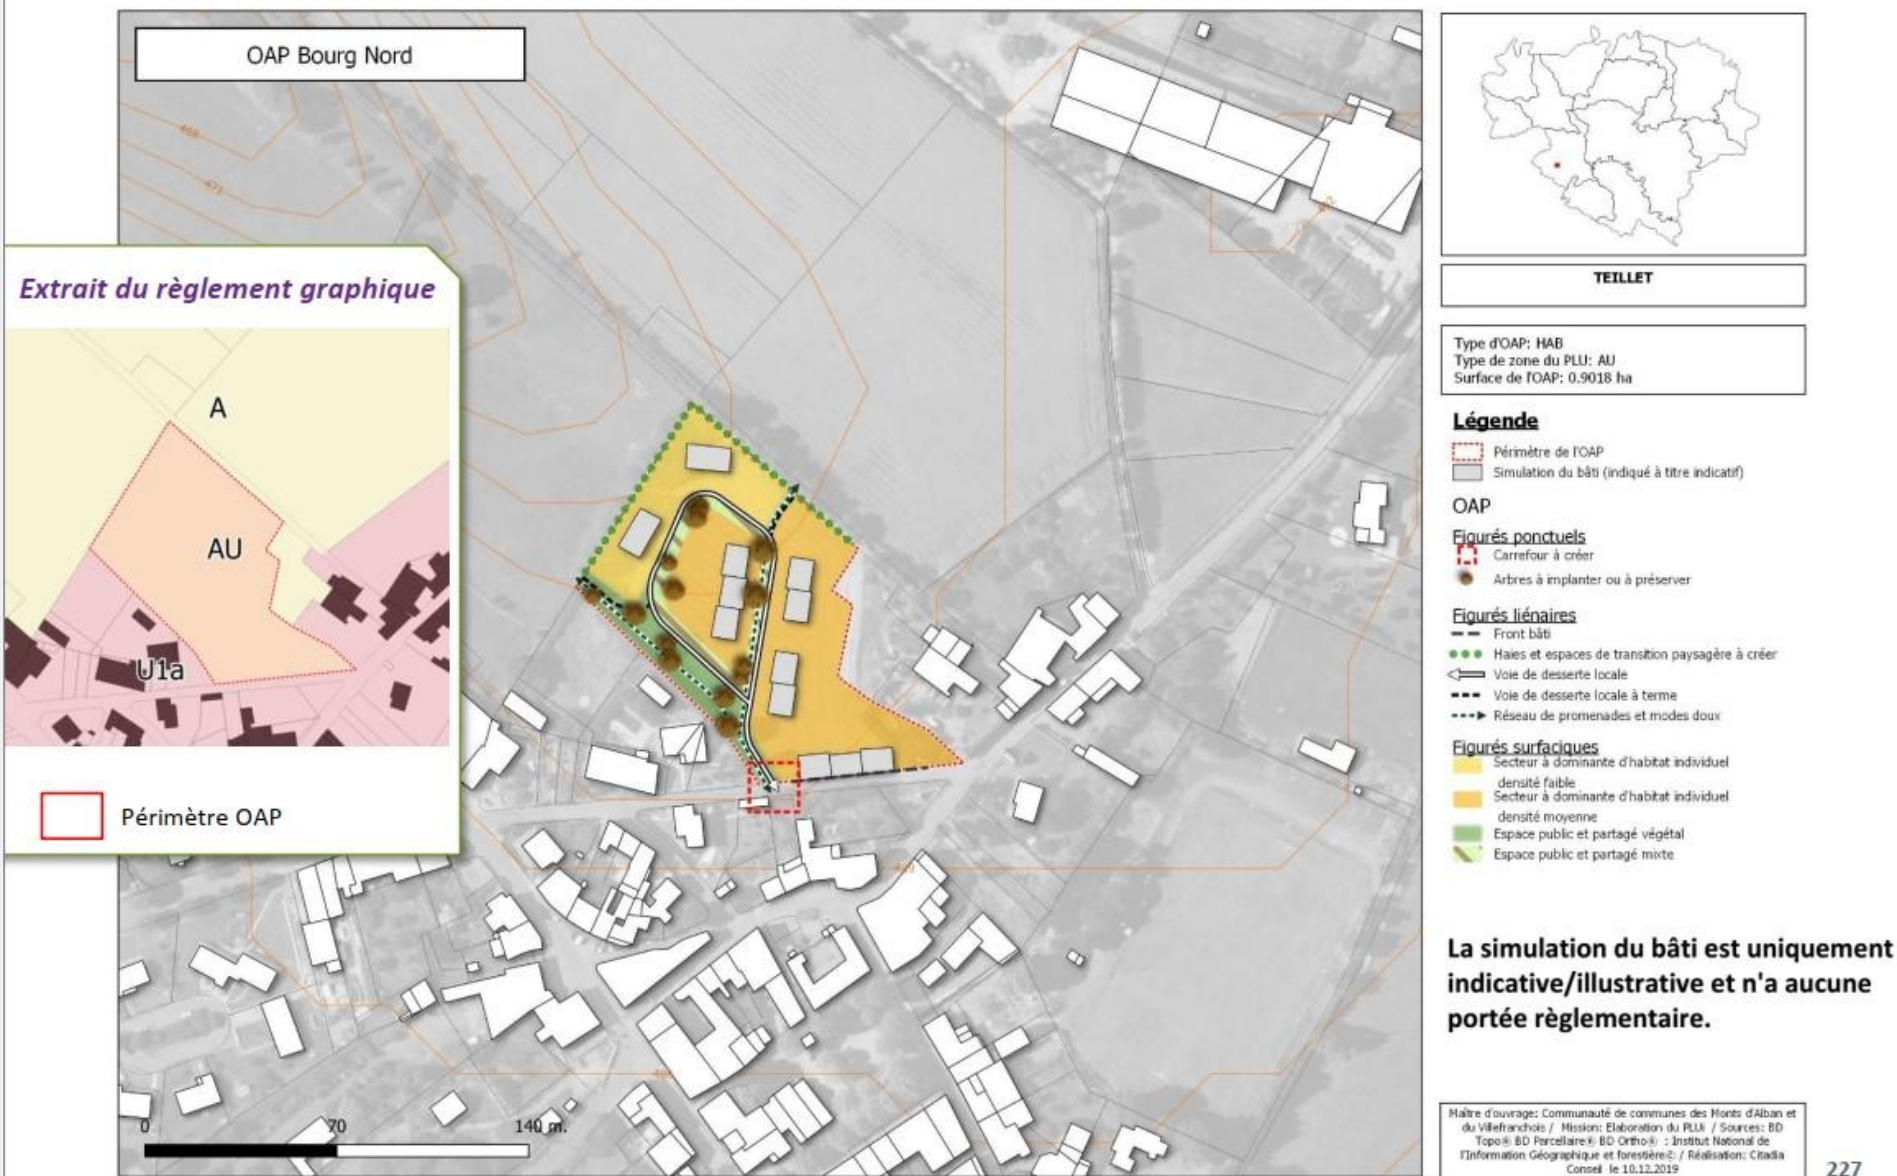 OAP Bourg Nord
468
471
Extrait du règlement graphique
A
AU
U1a
Périmètre OAP
0
70
140 m.
TEILLET
Type d'OAP: HAB
Type de zone du PLU: AU
Surface de l'OAP: 0.9018 ha
Légende
Périmètre de l'OAP
Simulation du bâti (indiqué à titre indicatif)
OAP
Figurés ponctuels
Carrefour à créer
Arbres à implanter ou à préserver
Figurés liénaires
Front bâti
Haies et espaces de transition paysagère à créer
Voie de desserte locale
Voie de desserte locale à terme
Réseau de promenades et modes doux
Figurés surfaciques
Secteur à dominante d'habitat individuel
densité faible
Secteur à dominante d'habitat individuel
densité moyenne
Espace public et partagé végétal
Espace public et partagé mixte
La simulation du bâti est uniquement
indicative/illustrative et n'a aucune
portée règlementaire.
Maître d'ouvrage: Communauté de communes des Monts d'Alban et
du Villefranchois / Mission: Elaboration du PLUi / Sources: BD
Topo® BD Parcellaire® BD Ortho® : Institut National de
l'Information Géographique et forestière© / Réalisation: Citadia
Conseil le 10.12.2019
227